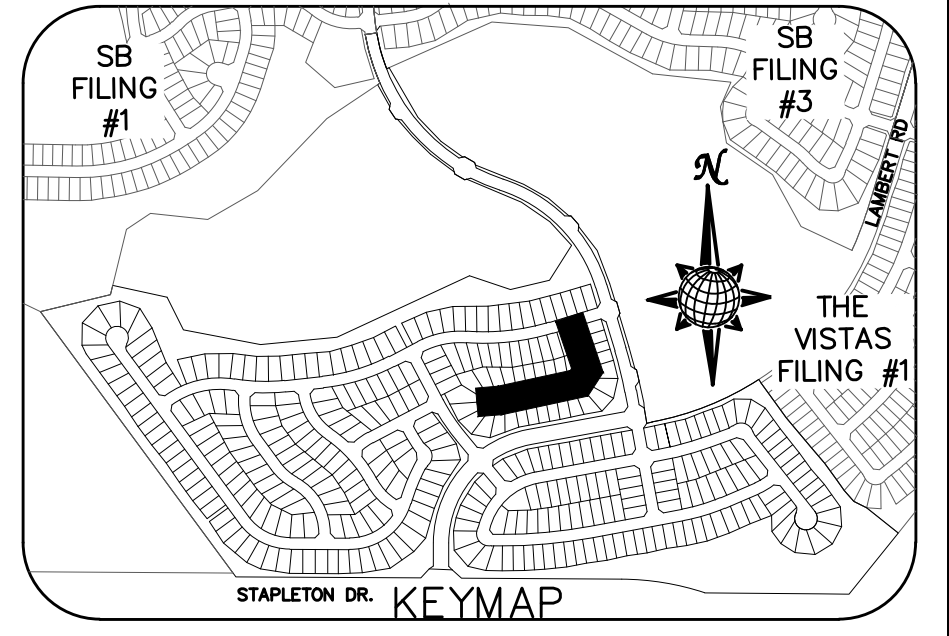 SB
FILING
#1
SB
FILING
#3
LAMBERT RD
N
THE
VISTAS
FILING #1
STAPLETON DR.
KEYMAP